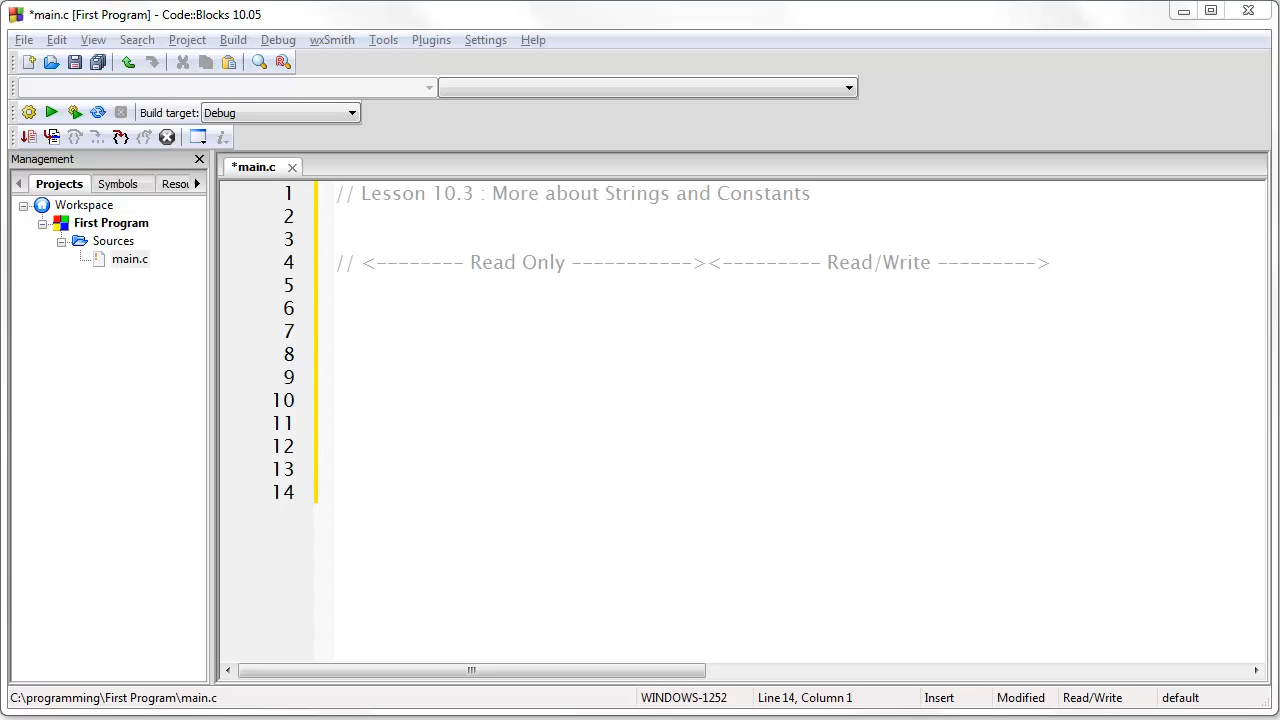 *main.c [First Program] - Code::Blocks 10.05
File Edit View Search Project Build Debug wxSmith Tools Plugins Settings Help
Build target: Debug
Management
*main.c
Projects Symbols Resou
Workspace
First Program
Sources
main.c
1 // Lesson 10.3 : More about Strings and Constants
2
3
4 // <-------- Read Only -----------><--------- Read/Write --------->
5
6
7
8
9
10
11
12
13
14
C:\programming\First Program\main.c WINDOWS-1252 Line 14, Column 1 Insert Modified Read/Write default